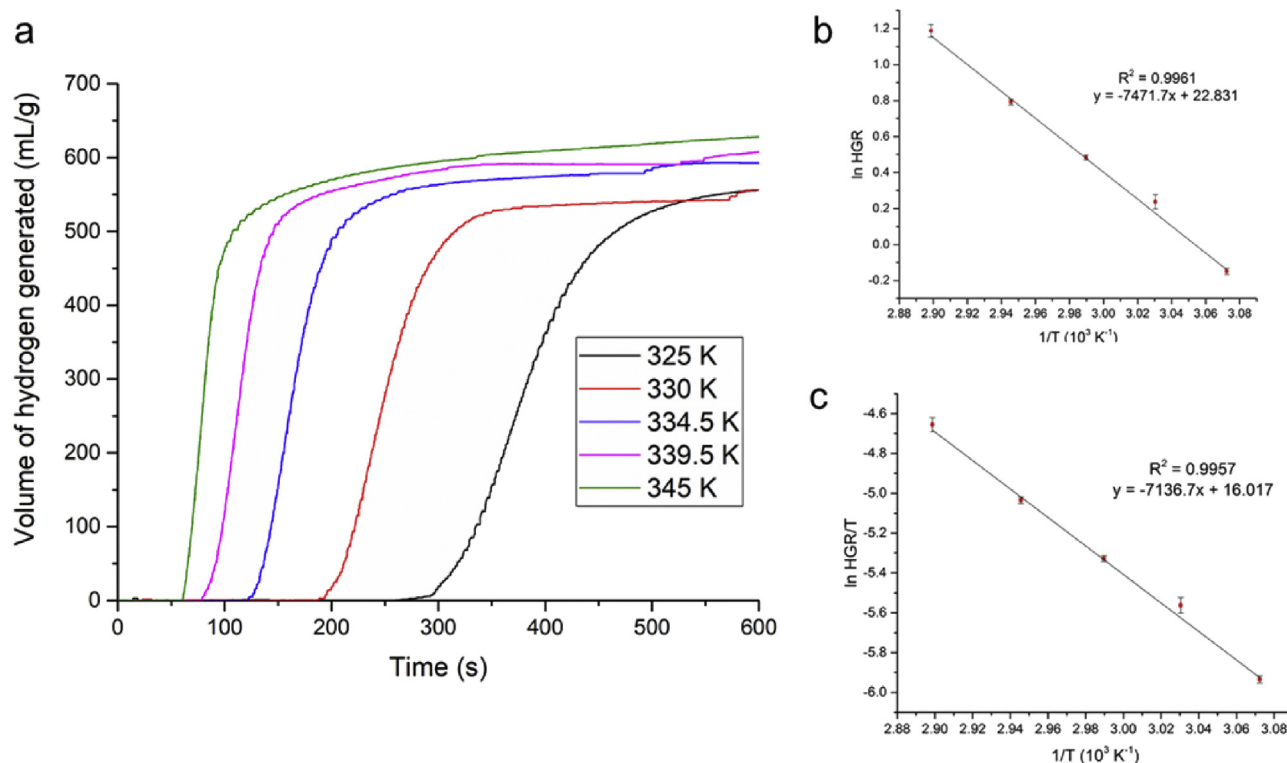 a
Volume of hydrogen generated (mL/g)
700
600
500
400
300
200
100
0
0 100 200 300 400 500 600
Time (s)
325 K
330 K
334.5 K
339.5 K
345 K
b
ln HGR
1.2
0.8
0.6
0.4
0.2
0.0
-0.2
R² = 0.9961
y = -7471.7x + 22.831
2.88 2.90 2.92 2.94 2.96 2.98 3.00 3.02 3.04 3.06 3.08
1/T (10³ K⁻¹)
c
ln HGR/T
-4.6
-4.8
-5.0
-5.2
-5.4
-5.6
-5.8
-6.0
R² = 0.9957
y = -7136.7x + 16.017
2.88 2.90 2.92 2.94 2.96 2.98 3.00 3.02 3.04 3.06 3.08
1/T (10³ K⁻¹)